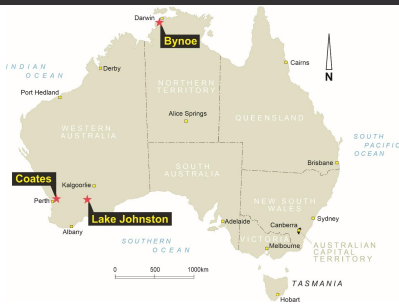 Darwin
Bynoe
INDIAN
OCEAN
Derby
Cairns
N
Port Hedland
NORTHERN
TERRITORY
Alice Springs
WESTERN
AUSTRALIA
QUEENSLAND
SOUTH
PACIFIC
OCEAN
SOUTH
AUSTRALIA
Brisbane
Coates
Kalgoorlie
Perth
Lake Johnston
Albany
NEW SOUTH
WALES
Sydney
Adelaide
Canberra
SOUTHERN
OCEAN
VICTORIA
Melbourne
AUSTRALIAN
CAPITAL
TERRITORY
0 500 1000km
TASMANIA
Hobart